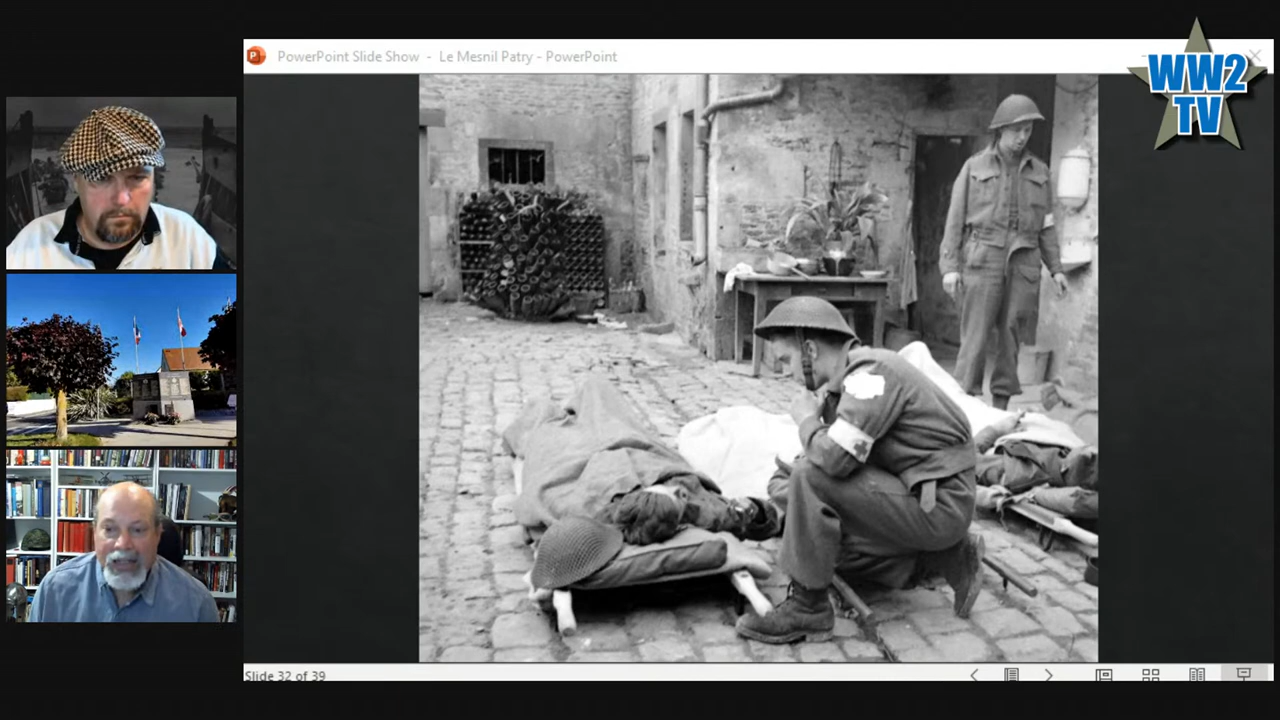 PowerPoint Slide Show - Le Mesnil Patry - PowerPoint
WW2
TV
Slide 32 of 39